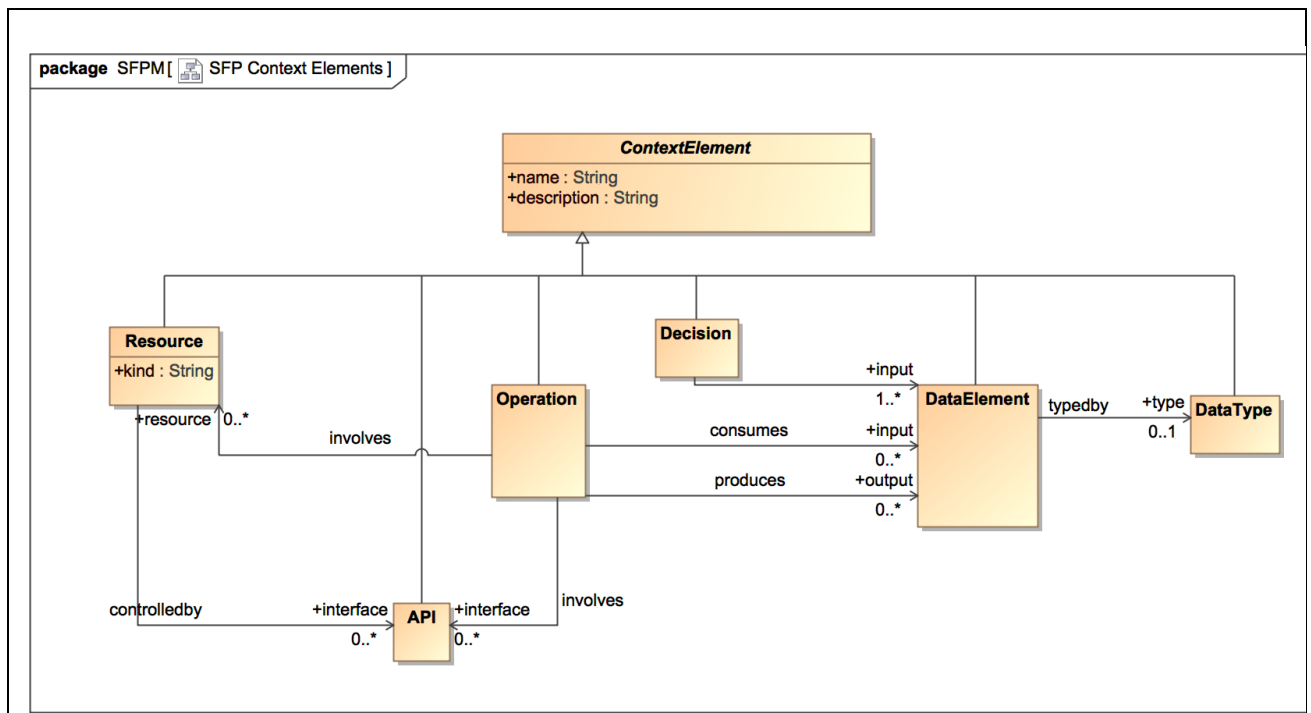 package SFPM [ SFP Context Elements ]
ContextElement
+name : String
+description : String
Resource
+kind : String
+resource 0..*
involves
Operation
Decision
+input
1..*
consumes
+input
0..*
produces
+output
0..*
DataElement
typedby
+type
0..1
DataType
controlledby
+interface
0..*
API
+interface
0..*
involves